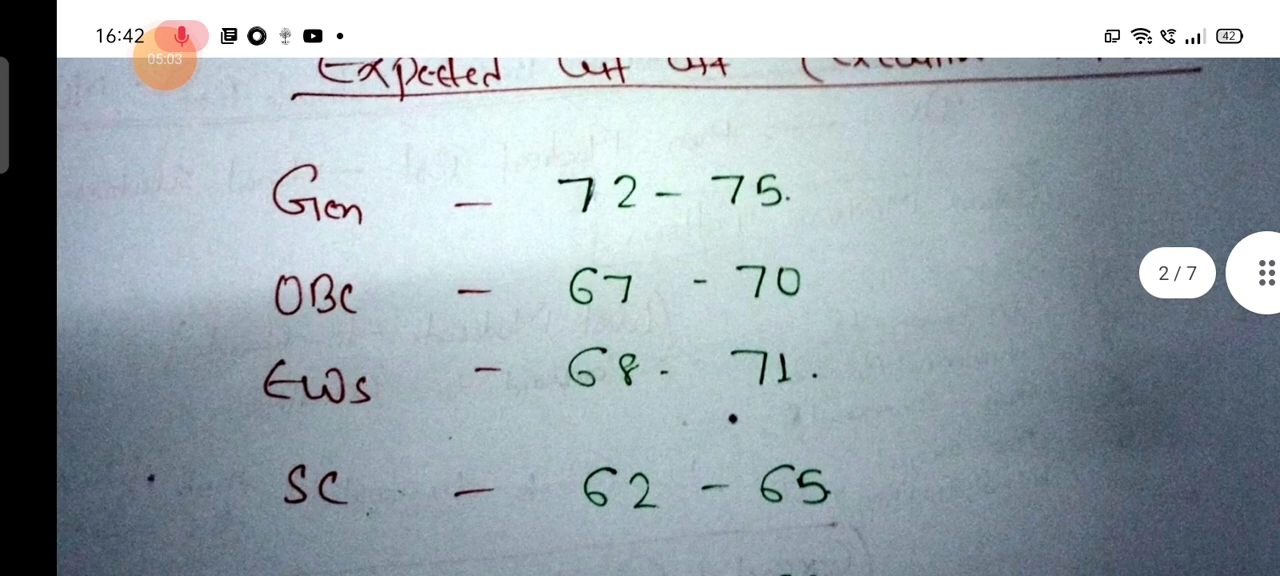 16:42
42
05:03
Expected Cut Off
Gen - 72 - 75.
2 / 7
OBC - 67 - 70
EWS - 68 - 71.
SC - 62 - 65